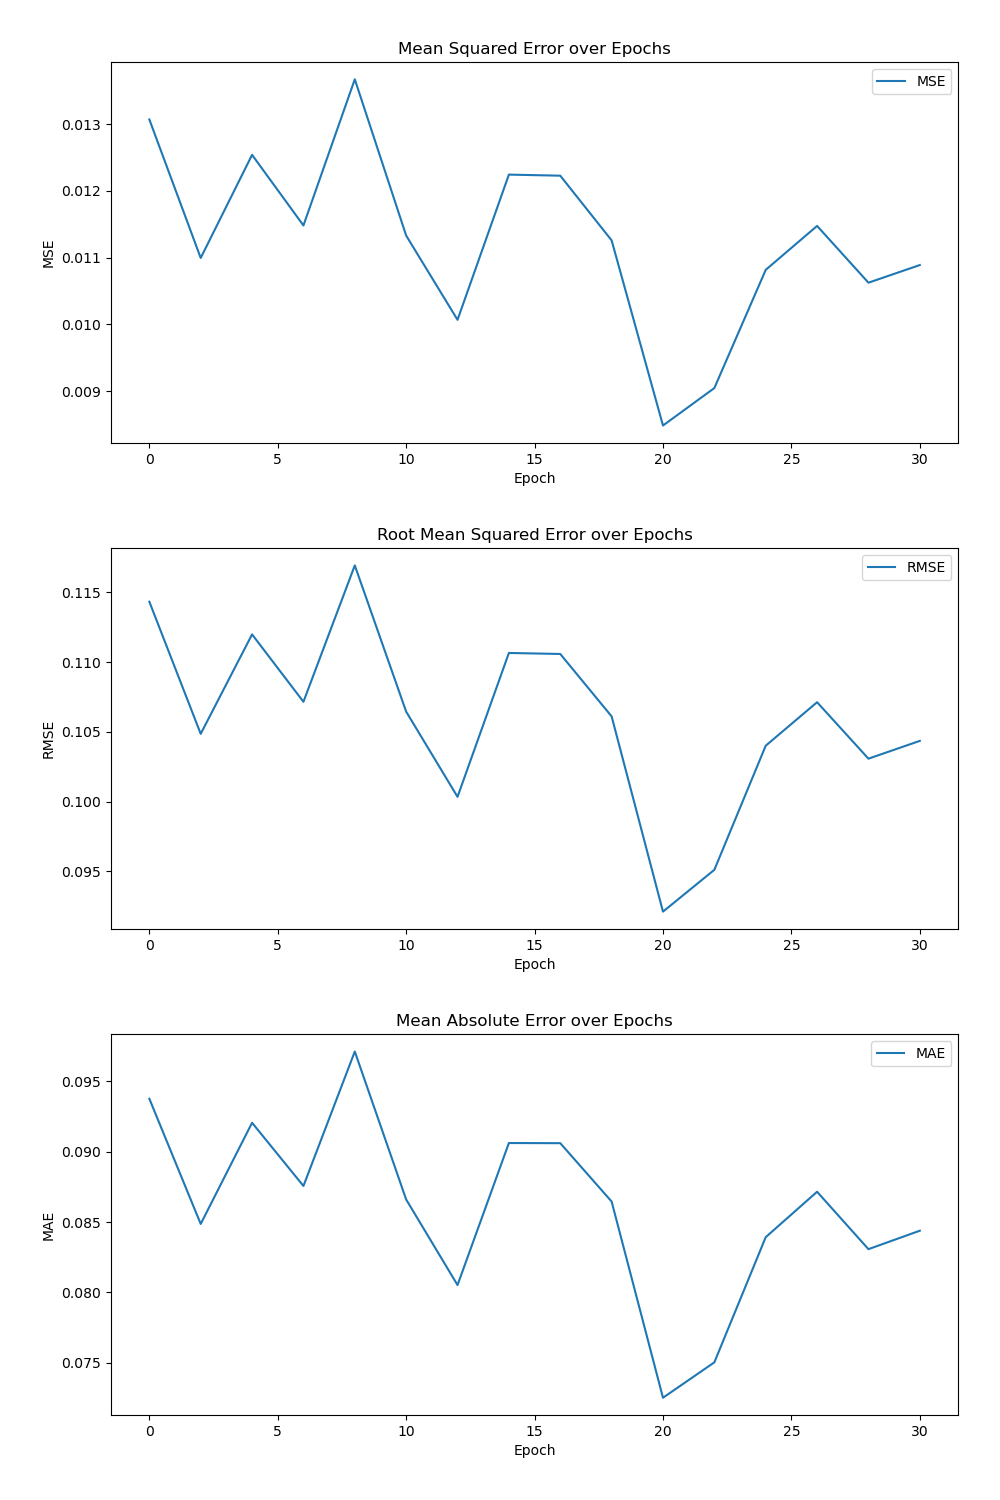 Mean Squared Error over Epochs
MSE
0.013
0.012
0.011
0.010
0.009
MSE
0 5 10 15 20 25 30
Epoch
Root Mean Squared Error over Epochs
RMSE
0.115
0.110
0.105
0.100
0.095
RMSE
0 5 10 15 20 25 30
Epoch
Mean Absolute Error over Epochs
MAE
0.095
0.090
0.085
0.080
0.075
MAE
0 5 10 15 20 25 30
Epoch